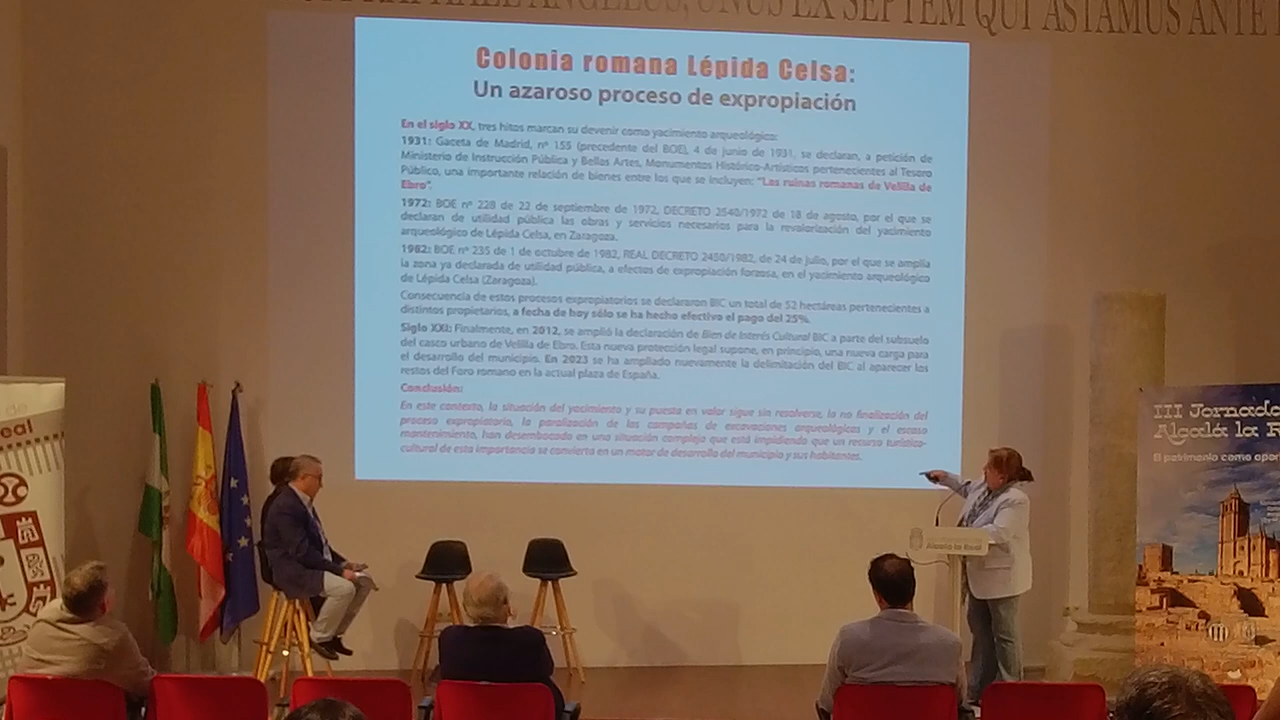 RAPHAEL ANGELUS, UNUS EX SEPTEM QUI ASTAMUS ANTE
Colonia romana Lépida Celsa:
Un azaroso proceso de expropiación
En el siglo XX, tres hitos marcan su devenir como yacimiento arqueológico:
1931: Gaceta de Madrid, nº 155 (precedente del BOE), 4 de junio de 1931, se declaran, a petición de
Ministerio de Instrucción Pública y Bellas Artes, Monumentos Histórico-Artísticos pertenecientes al Tesoro
Público, una importante relación de bienes entre los que se incluyen: "Las ruinas romanas de Velilla de
Ebro".
1972: BOE nº 228 de 22 de septiembre de 1972, DECRETO 2540/1972 de 18 de agosto, por el que se
declaran de utilidad pública las obras y servicios necesarios para la revalorización del yacimiento
arqueológico de Lépida Celsa, en Zaragoza.
1982: BOE nº 235 de 1 de octubre de 1982, REAL DECRETO 2450/1982, de 24 de julio, por el que se amplía
la zona ya declarada de utilidad pública, a efectos de expropiación forzosa, en el yacimiento arqueológico
de Lépida Celsa (Zaragoza).
Consecuencia de estos procesos expropiatorios se declararon BIC un total de 52 hectáreas pertenecientes a
distintos propietarios, a fecha de hoy sólo se ha hecho efectivo el pago del 25%.
Siglo XXI: Finalmente, en 2012, se amplió la declaración de Bien de Interés Cultural BIC a parte del subsuelo
del casco urbano de Velilla de Ebro. Esta nueva protección legal supone, en principio, una nueva carga para
el desarrollo del municipio. En 2023 se ha ampliado nuevamente la delimitación del BIC al aparecer los
restos del Foro romano en la actual plaza de España.
Conclusión:
En este contexto, la situación del yacimiento y su puesta en valor sigue sin resolverse, la no finalización del
proceso expropiatorio, la paralización de las campañas de excavaciones arqueológicas y el escaso
mantenimiento, han desembocado en una situación compleja que está impidiendo que un recurso turístico-
cultural de esta importancia se convierta en un motor de desarrollo del municipio y sus habitantes.
de
eal
Alcalá la Real
III Jornada
Alcalá la R
El patrimonio como opor